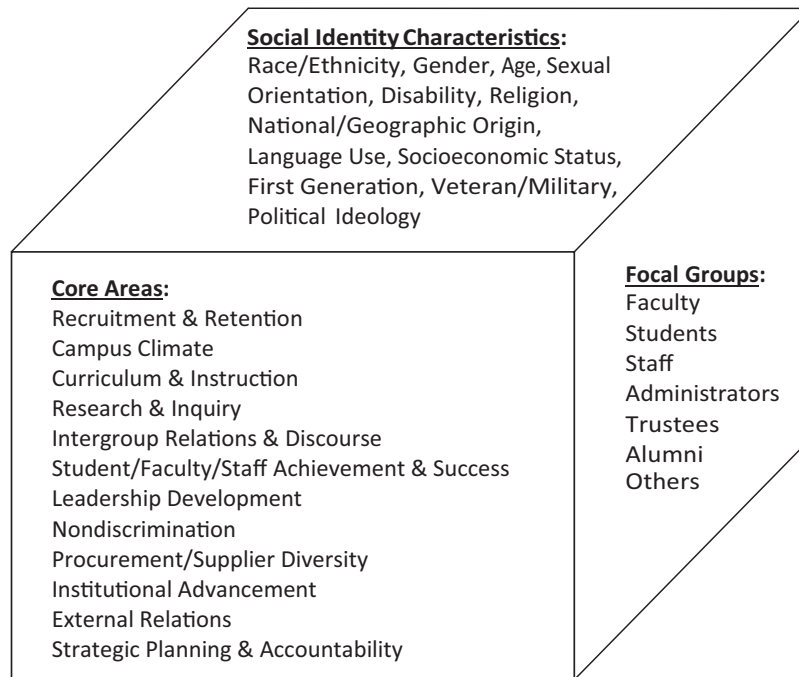 Social Identity Characteristics:
Race/Ethnicity, Gender, Age, Sexual
Orientation, Disability, Religion,
National/Geographic Origin,
Language Use, Socioeconomic Status,
First Generation, Veteran/Military,
Political Ideology
Core Areas:
Recruitment & Retention
Campus Climate
Curriculum & Instruction
Research & Inquiry
Intergroup Relations & Discourse
Student/Faculty/Staff Achievement & Success
Leadership Development
Nondiscrimination
Procurement/Supplier Diversity
Institutional Advancement
External Relations
Strategic Planning & Accountability
Focal Groups:
Faculty
Students
Staff
Administrators
Trustees
Alumni
Others